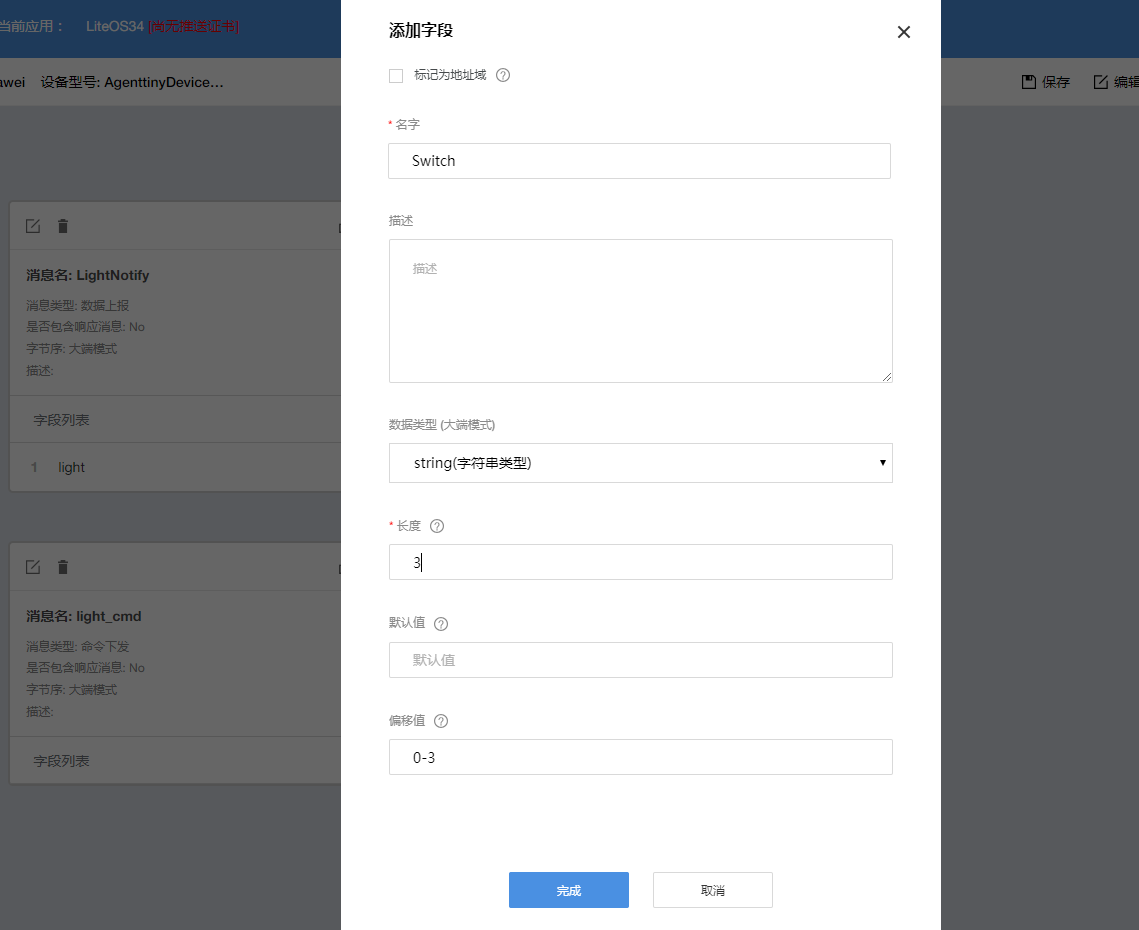 当前应用： LiteOS34 |尚无推送证书|
awei 设备型号: AgenttinyDevice...
保存 编辑
消息名: LightNotify
消息类型: 数据上报
是否包含响应消息: No
字节序: 大端模式
描述:
字段列表
1 light
消息名: light_cmd
消息类型: 命令下发
是否包含响应消息: No
字节序: 大端模式
描述:
字段列表
添加字段
标记为地址域
* 名字
Switch
描述
描述
数据类型 (大端模式)
string(字符串类型)
* 长度
3
默认值
默认值
偏移值
0-3
完成 取消